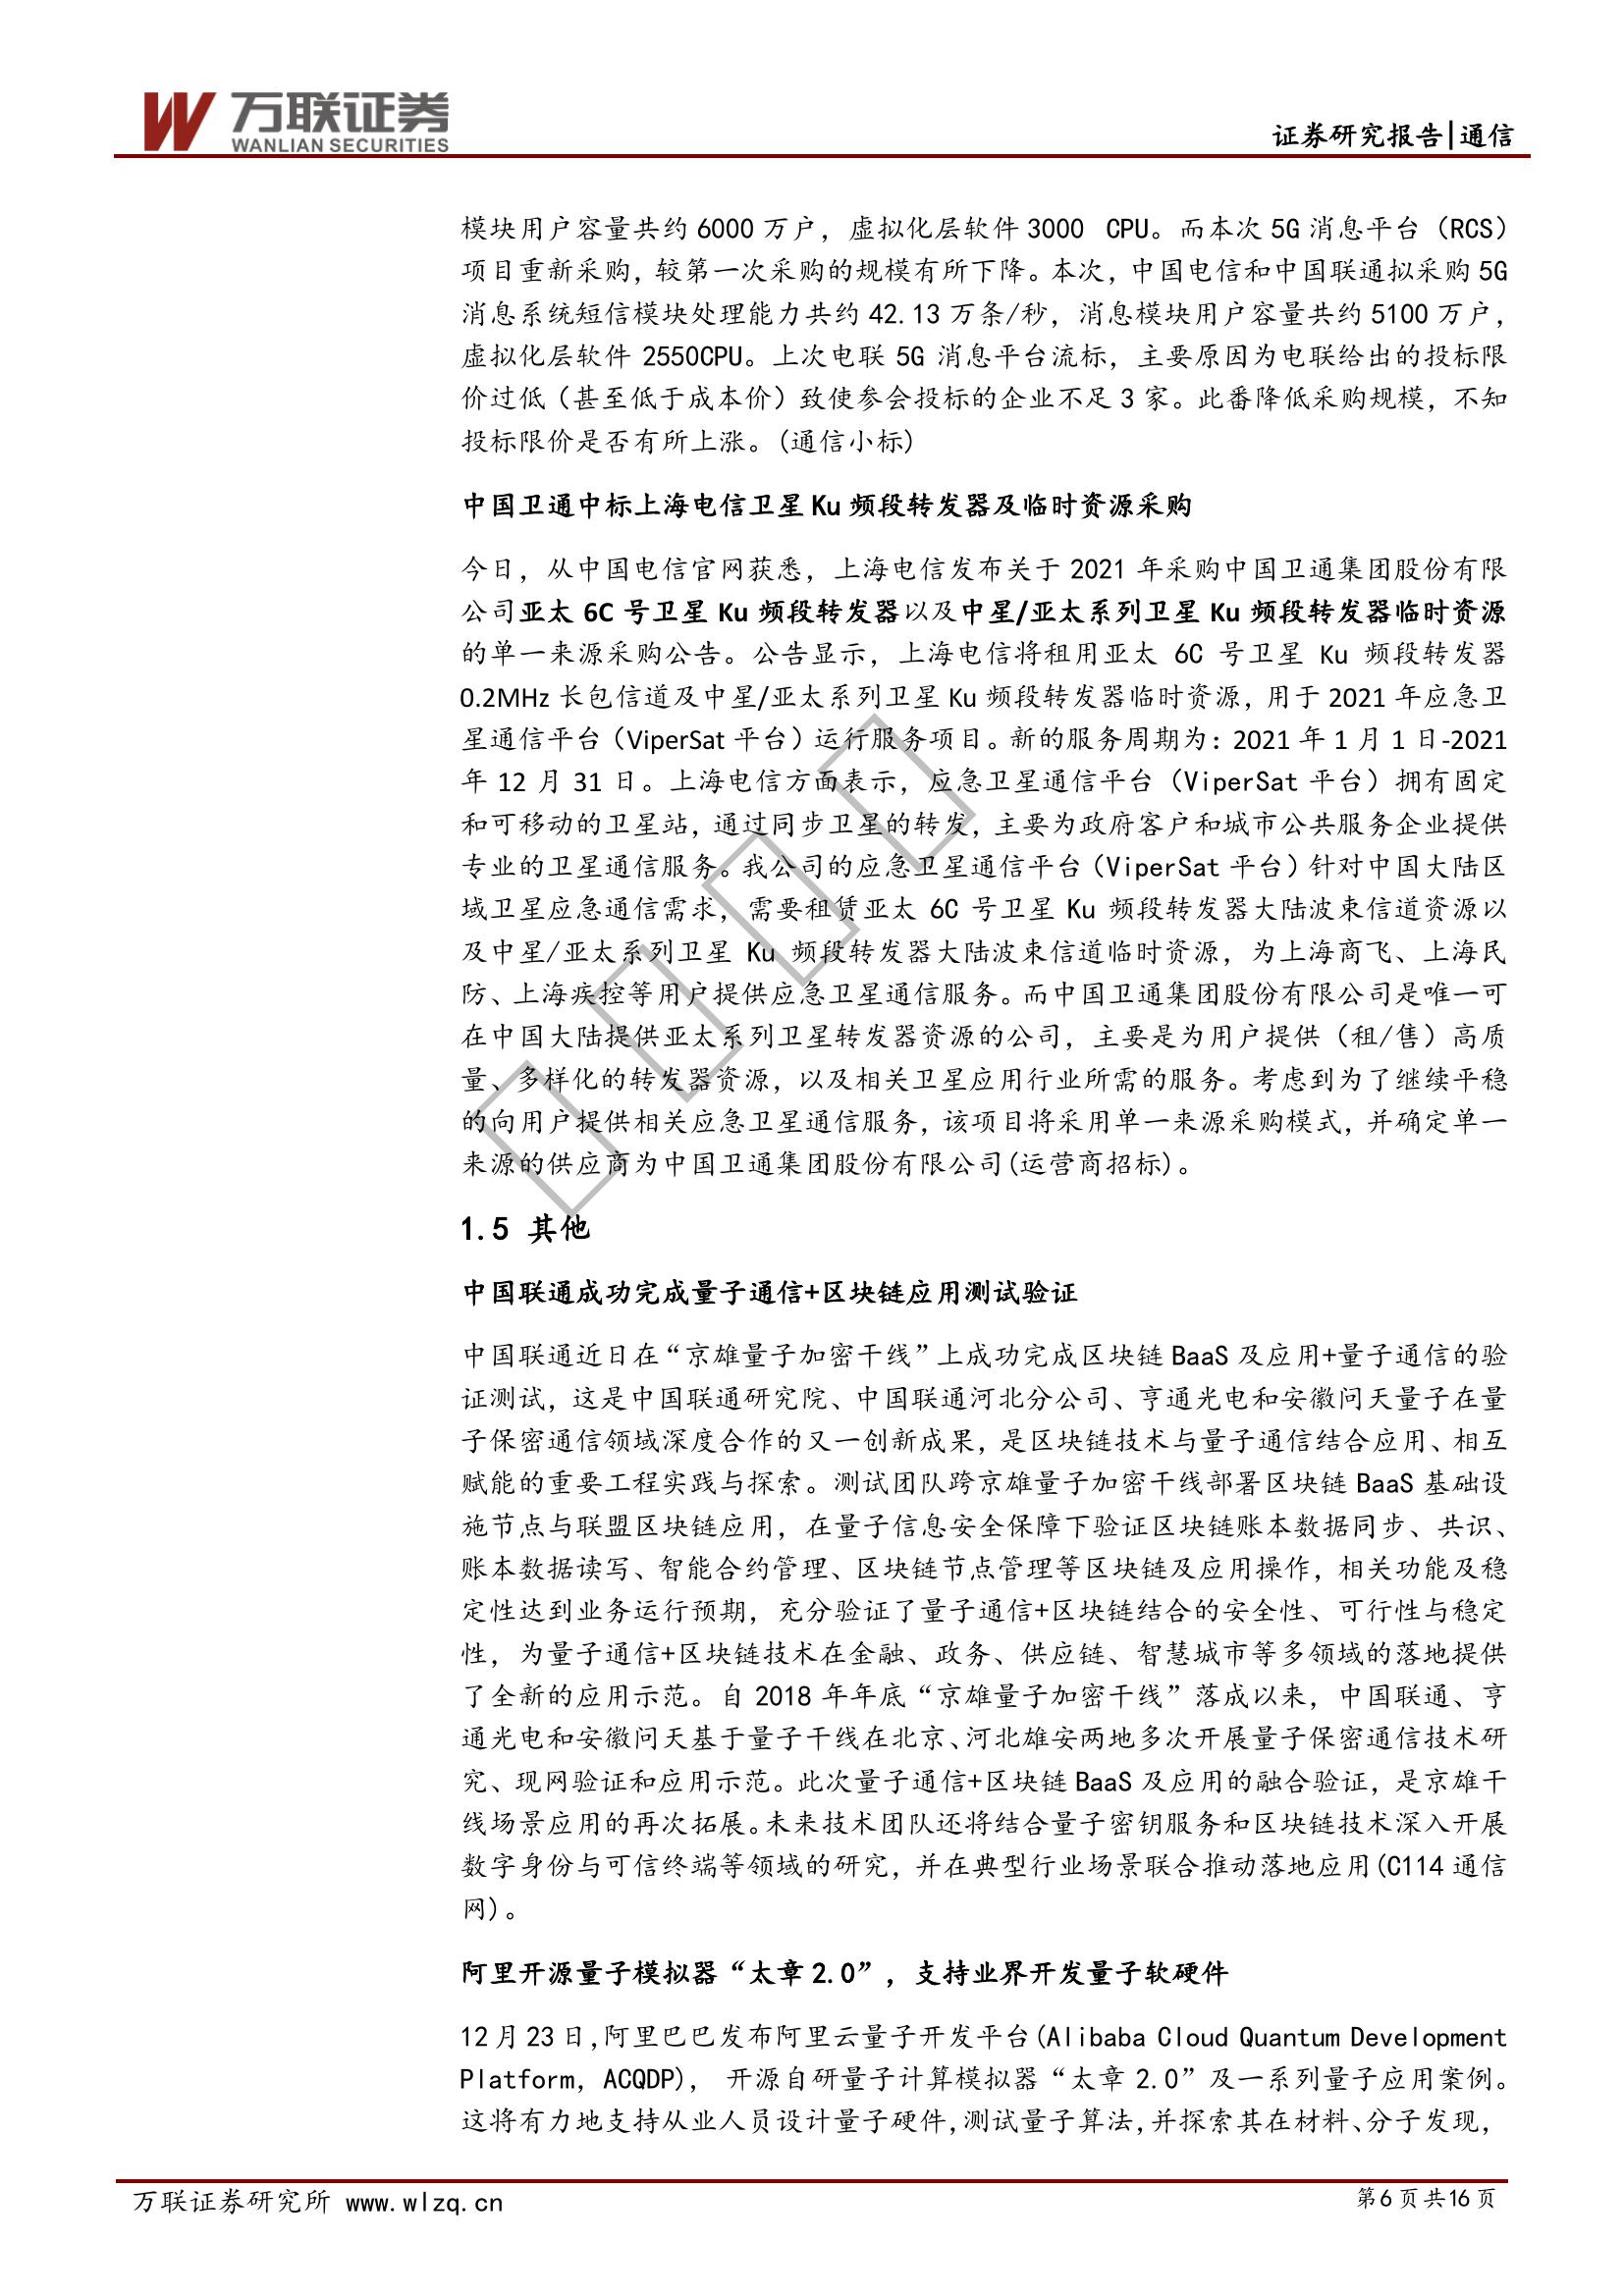 万联证券
WANLIAN SECURITIES
证券研究报告|通信
模块用户容量共约 6000 万户，虚拟化层软件 3000 CPU。而本次 5G 消息平台（RCS）
项目重新采购，较第一次采购的规模有所下降。本次，中国电信和中国联通拟采购 5G
消息系统短信模块处理能力共约 42.13 万条/秒，消息模块用户容量共约 5100 万户，
虚拟化层软件 2550CPU。上次电联 5G 消息平台流标，主要原因为电联给出的投标限
价过低（甚至低于成本价）致使参会投标的企业不足 3 家。此番降低采购规模，不知
投标限价是否有所上涨。(通信小标)
中国卫通中标上海电信卫星 Ku 频段转发器及临时资源采购
今日，从中国电信官网获悉，上海电信发布关于 2021 年采购中国卫通集团股份有限
公司亚太 6C 号卫星 Ku 频段转发器以及中星/亚太系列卫星 Ku 频段转发器临时资源
的单一来源采购公告。公告显示，上海电信将租用亚太 6C 号卫星 Ku 频段转发器
0.2MHz 长包信道及中星/亚太系列卫星 Ku 频段转发器临时资源，用于 2021 年应急卫
星通信平台（ViperSat 平台）运行服务项目。新的服务周期为：2021 年 1 月 1 日-2021
年 12 月 31 日。上海电信方面表示，应急卫星通信平台（ViperSat 平台）拥有固定
和可移动的卫星站，通过同步卫星的转发，主要为政府客户和城市公共服务企业提供
专业的卫星通信服务。我公司的应急卫星通信平台（ViperSat 平台）针对中国大陆区
域卫星应急通信需求，需要租赁亚太 6C 号卫星 Ku 频段转发器大陆波束信道资源以
及中星/亚太系列卫星 Ku 频段转发器大陆波束信道临时资源，为上海商飞、上海民
防、上海疾控等用户提供应急卫星通信服务。而中国卫通集团股份有限公司是唯一可
在中国大陆提供亚太系列卫星转发器资源的公司，主要是为用户提供（租/售）高质
量、多样化的转发器资源，以及相关卫星应用行业所需的服务。考虑到为了继续平稳
的向用户提供相关应急卫星通信服务，该项目将采用单一来源采购模式，并确定单一
来源的供应商为中国卫通集团股份有限公司(运营商招标)。
1.5 其他
中国联通成功完成量子通信+区块链应用测试验证
中国联通近日在“京雄量子加密干线”上成功完成区块链 BaaS 及应用+量子通信的验
证测试，这是中国联通研究院、中国联通河北分公司、亨通光电和安徽问天量子在量
子保密通信领域深度合作的又一创新成果，是区块链技术与量子通信结合应用、相互
赋能的重要工程实践与探索。测试团队跨京雄量子加密干线部署区块链 BaaS 基础设
施节点与联盟区块链应用，在量子信息安全保障下验证区块链账本数据同步、共识、
账本数据读写、智能合约管理、区块链节点管理等区块链及应用操作，相关功能及稳
定性达到业务运行预期，充分验证了量子通信+区块链结合的安全性、可行性与稳定
性，为量子通信+区块链技术在金融、政务、供应链、智慧城市等多领域的落地提供
了全新的应用示范。自 2018 年年底“京雄量子加密干线”落成以来，中国联通、亨
通光电和安徽问天基于量子干线在北京、河北雄安两地多次开展量子保密通信技术研
究、现网验证和应用示范。此次量子通信+区块链 BaaS 及应用的融合验证，是京雄干
线场景应用的再次拓展。未来技术团队还将结合量子密钥服务和区块链技术深入开展
数字身份与可信终端等领域的研究，并在典型行业场景联合推动落地应用(C114 通信
网)。
阿里开源量子模拟器“太章 2.0”，支持业界开发量子软硬件
12 月 23 日,阿里巴巴发布阿里云量子开发平台(Alibaba Cloud Quantum Development
Platform, ACQDP)， 开源自研量子计算模拟器“太章 2.0”及一系列量子应用案例。
这将有力地支持从业人员设计量子硬件,测试量子算法,并探索其在材料、分子发现，
万联证券研究所 www.wlzq.cn
第 6 页 共 16 页